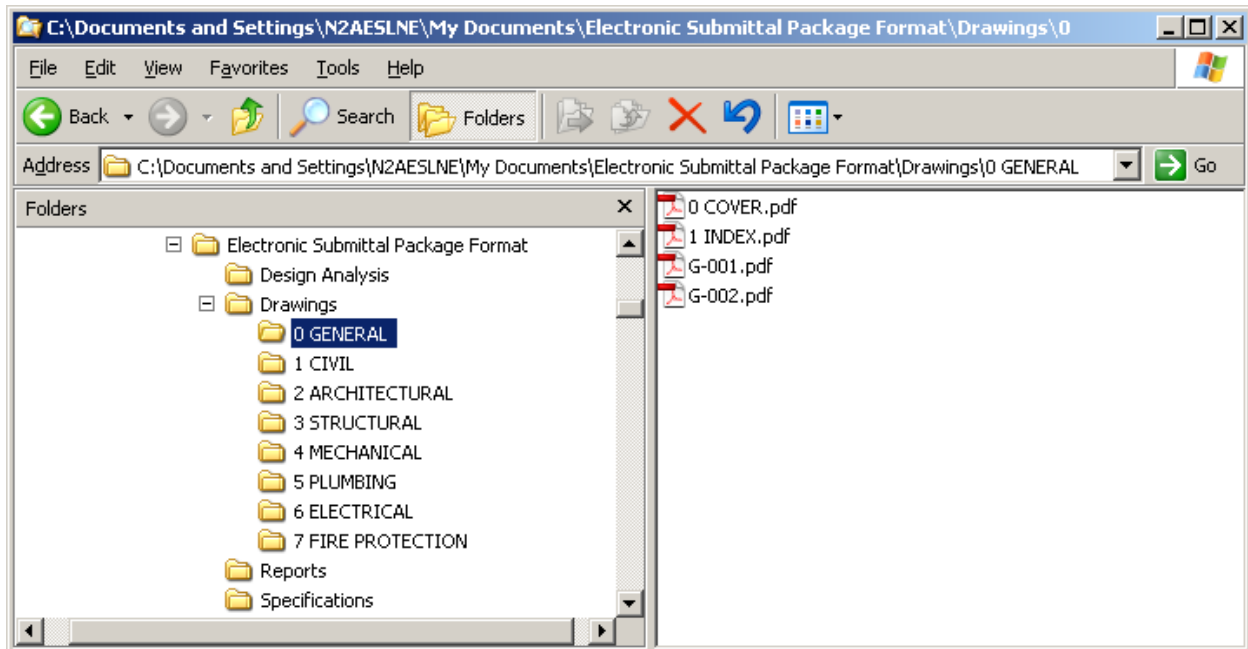 C:\Documents and Settings\N2AESLNE\My Documents\Electronic Submittal Package Format\Drawings\0
File Edit View Favorites Tools Help
Back Search Folders
Address C:\Documents and Settings\N2AESLNE\My Documents\Electronic Submittal Package Format\Drawings\0 GENERAL Go
Folders
Electronic Submittal Package Format
Design Analysis
Drawings
0 GENERAL
1 CIVIL
2 ARCHITECTURAL
3 STRUCTURAL
4 MECHANICAL
5 PLUMBING
6 ELECTRICAL
7 FIRE PROTECTION
Reports
Specifications
0 COVER.pdf
1 INDEX.pdf
G-001.pdf
G-002.pdf